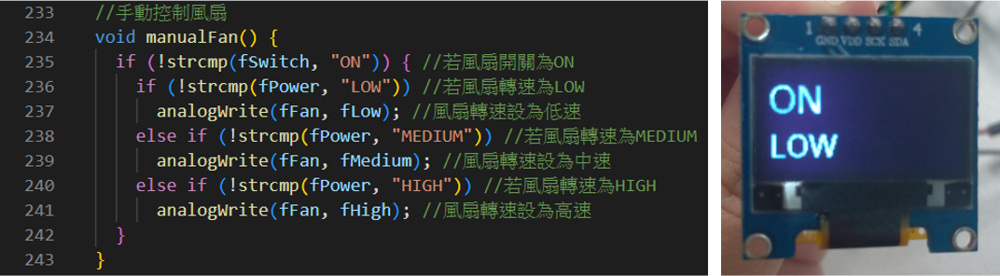 233 //手動控制風扇
234 void manualFan() {
235 if (!strcmp(fSwitch, "ON")) { //若風扇開關為ON
236 if (!strcmp(fPower, "LOW")) //若風扇轉速為LOW
237 analogWrite(fFan, fLow); //風扇轉速設為低速
238 else if (!strcmp(fPower, "MEDIUM")) //若風扇轉速為MEDIUM
239 analogWrite(fFan, fMedium); //風扇轉速設為中速
240 else if (!strcmp(fPower, "HIGH")) //若風扇轉速為HIGH
241 analogWrite(fFan, fHigh); //風扇轉速設為高速
242 }
243 }
1 4
GND VDD SCK SDA
ON
LOW